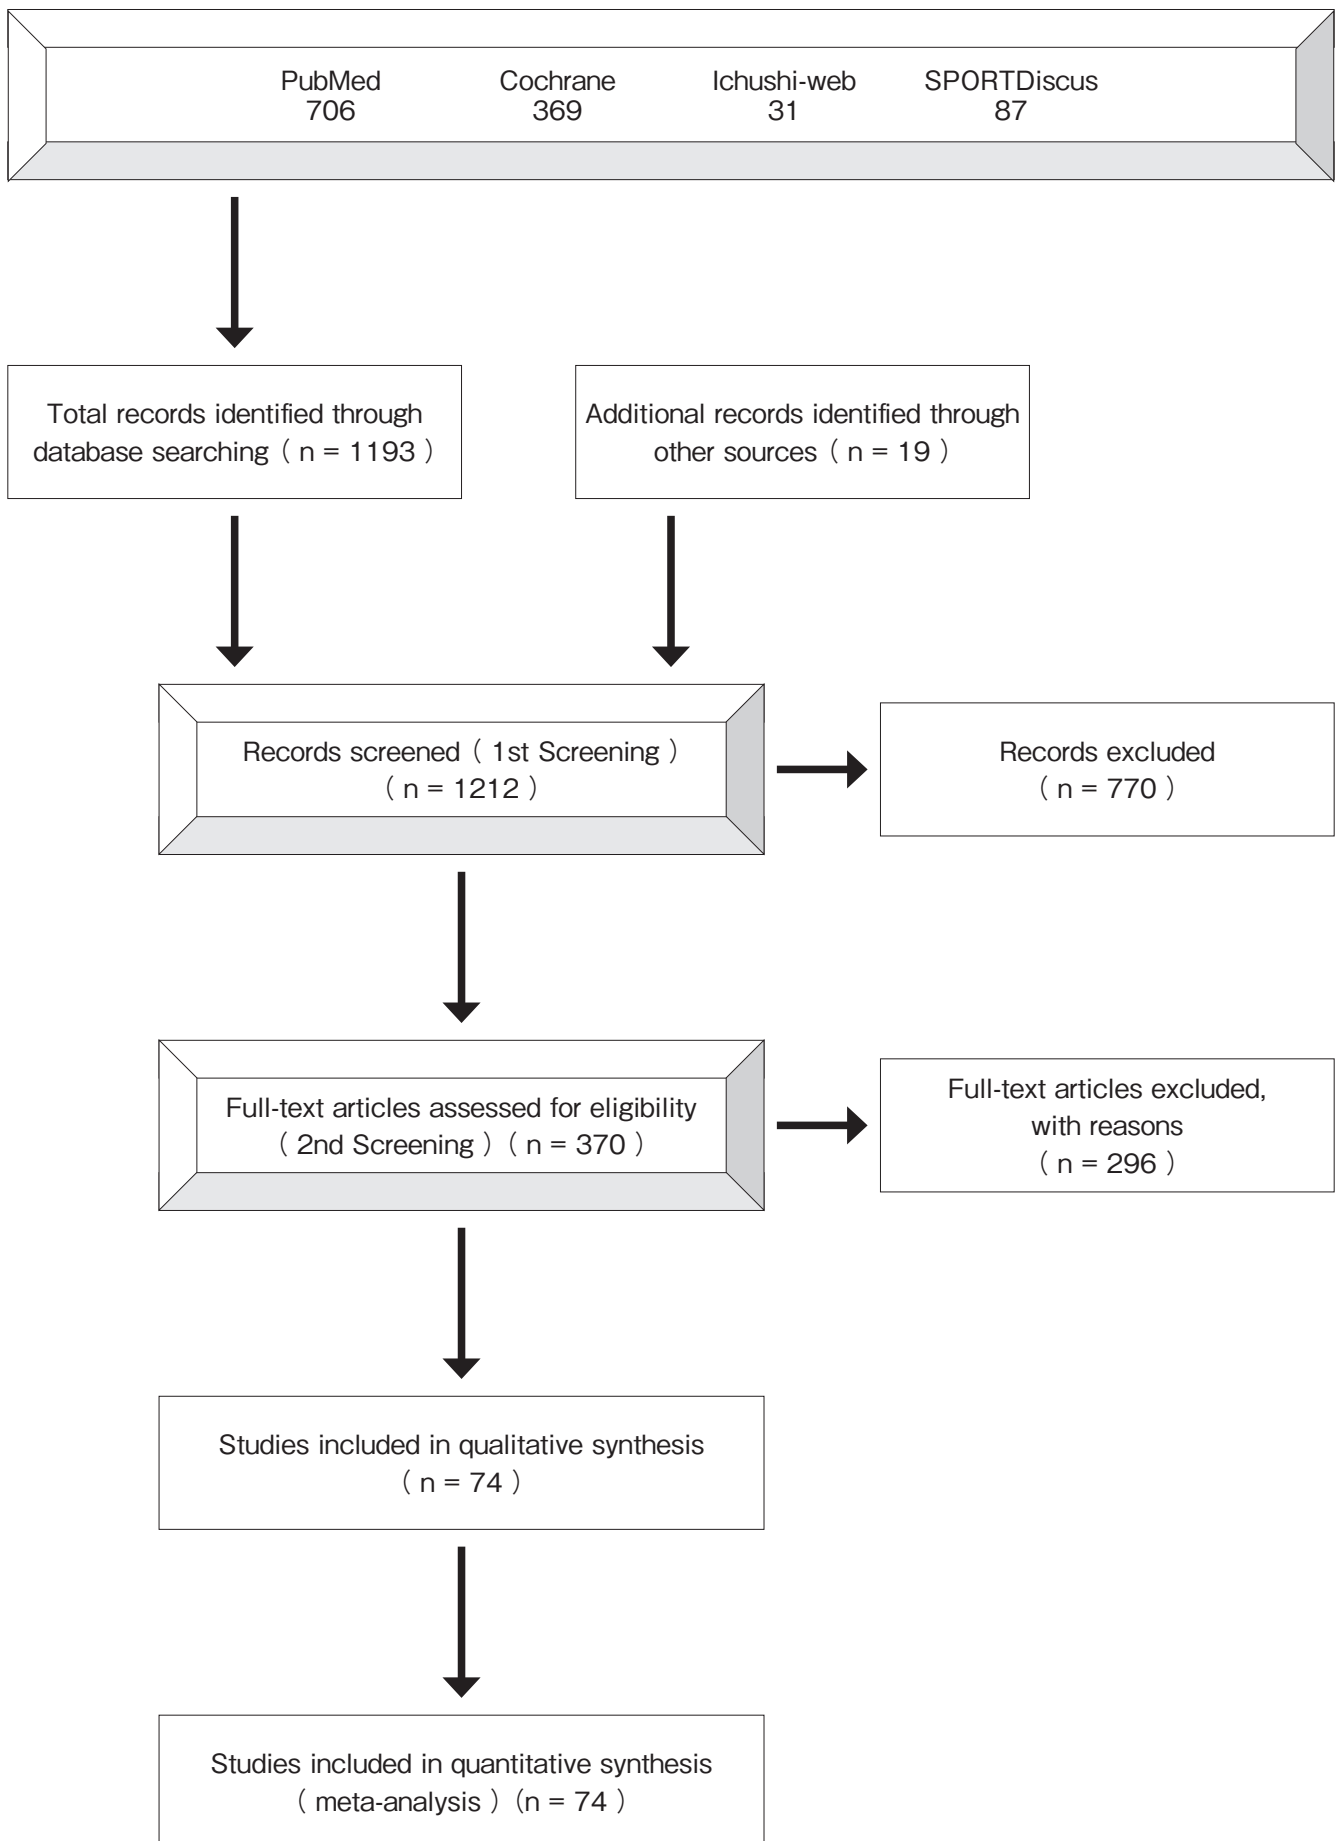 PubMed Cochrane Ichushi-web SPORTDiscus
706 369 31 87
Total records identified through
database searching ( n = 1193 )
Additional records identified through
other sources ( n = 19 )
Records screened ( 1st Screening )
( n = 1212 )
Records excluded
( n = 770 )
Full-text articles assessed for eligibility
( 2nd Screening ) ( n = 370 )
Full-text articles excluded,
with reasons
( n = 296 )
Studies included in qualitative synthesis
( n = 74 )
Studies included in quantitative synthesis
( meta-analysis ) (n = 74 )